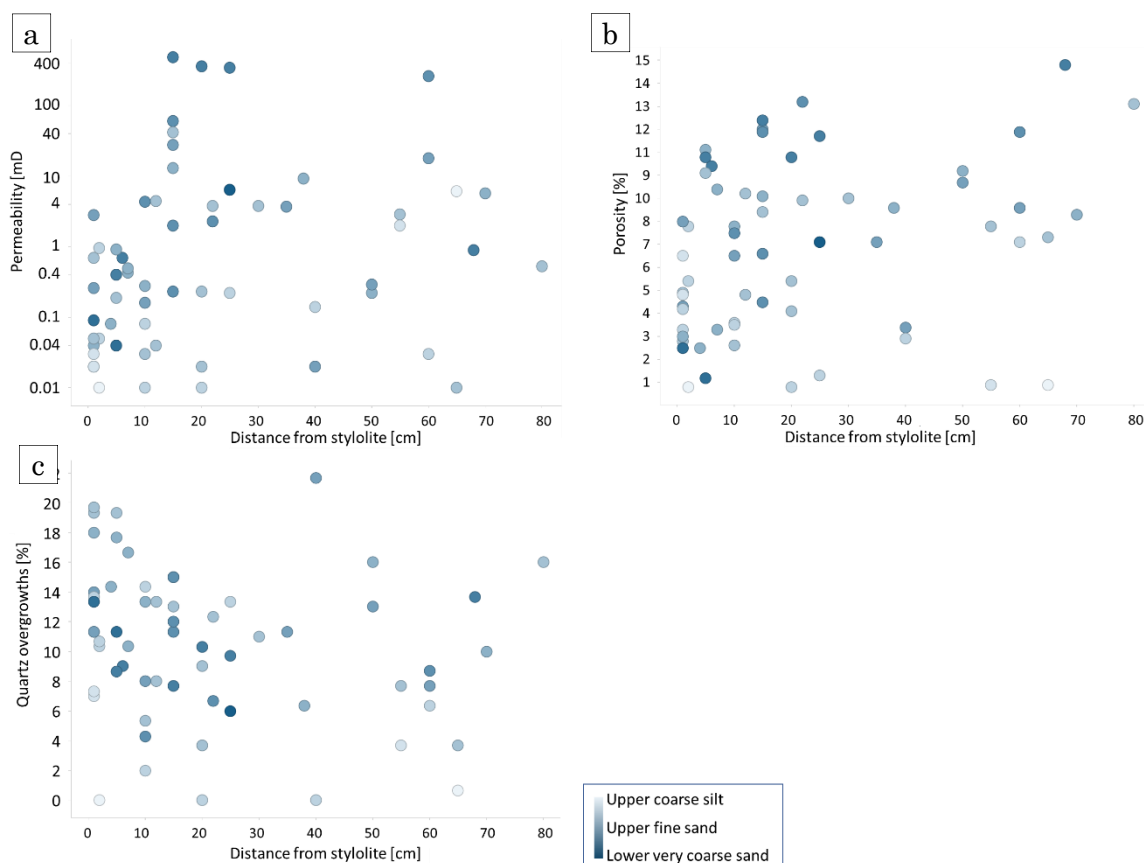 a
Permeability [mD
400
100
40
10
4
1
0.4
0.1
0.04
0.01
0 10 20 30 40 50 60 70 80
Distance from stylolite [cm]
b
Porosity [%]
15
14
13
12
11
9
8
7
6
5
4
3
2
1
0 10 20 30 40 50 60 70 80
Distance from stylolite [cm]
c
Quartz overgrowths [%]
20
18
16
14
12
10
8
6
4
2
0
0 10 20 30 40 50 60 70 80
Distance from stylolite [cm]
Upper coarse silt
Upper fine sand
Lower very coarse sand